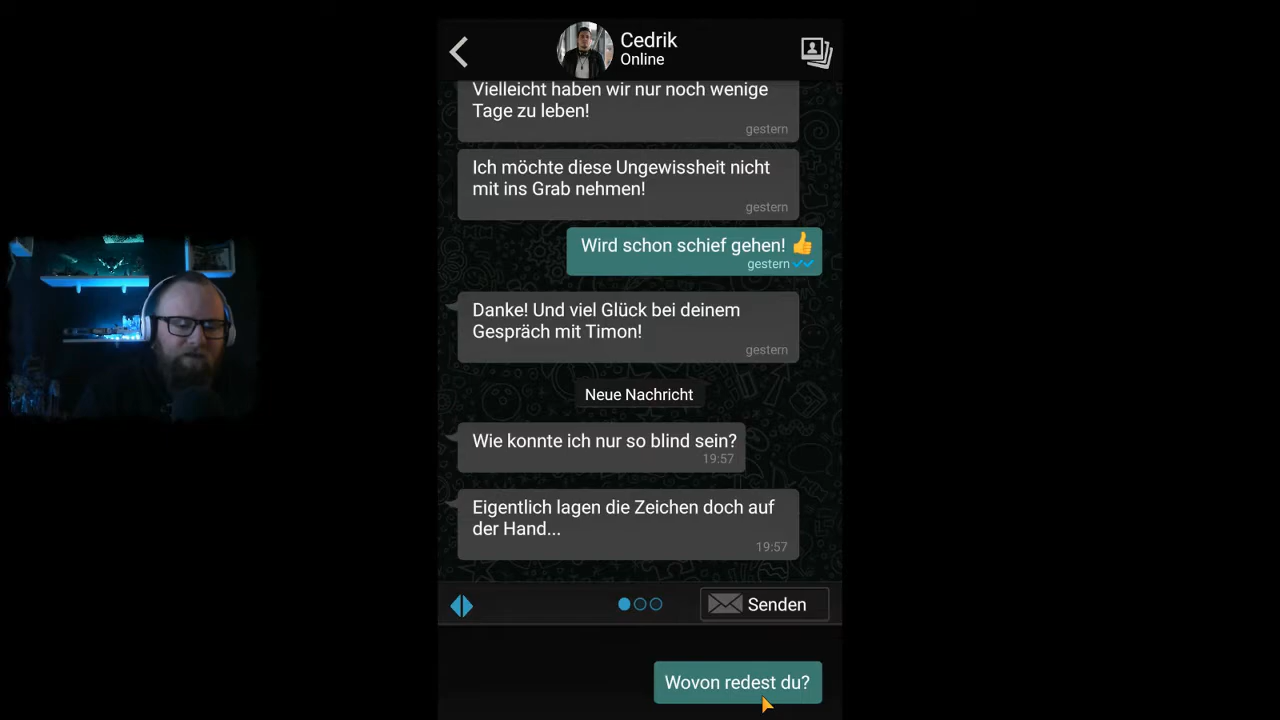 Cedrik
Online
Vielleicht haben wir nur noch wenige
Tage zu leben!
gestern
Ich möchte diese Ungewissheit nicht
mit ins Grab nehmen!
gestern
Wird schon schief gehen! 👍
gestern
Danke! Und viel Glück bei deinem
Gespräch mit Timon!
gestern
Neue Nachricht
Wie konnte ich nur so blind sein?
19:57
Eigentlich lagen die Zeichen doch auf
der Hand...
19:57
Senden
Wovon redest du?